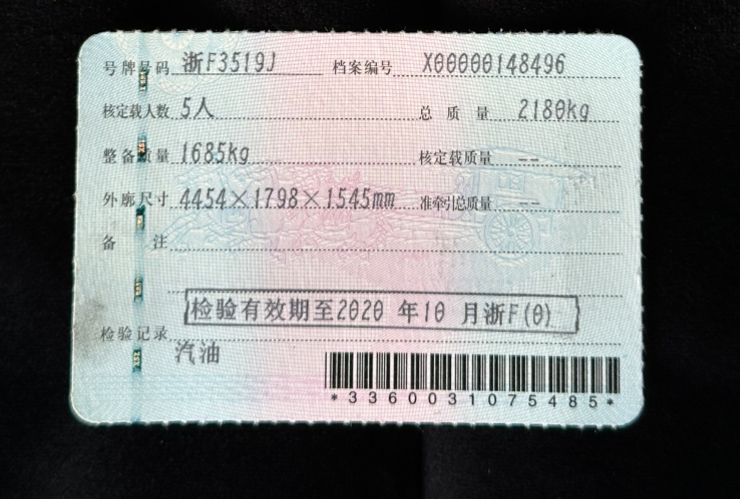 号牌号码 浙F3519J 档案编号 X00000148496
核定载人数 5人 总质量 2180kg
整备质量 1685kg 核定载质量 --
外廓尺寸 4454×1798×1545mm 准牵引总质量 --
备注
检验有效期至2020 年10 月浙F(0)
检验记录
汽油
*3360031075485*